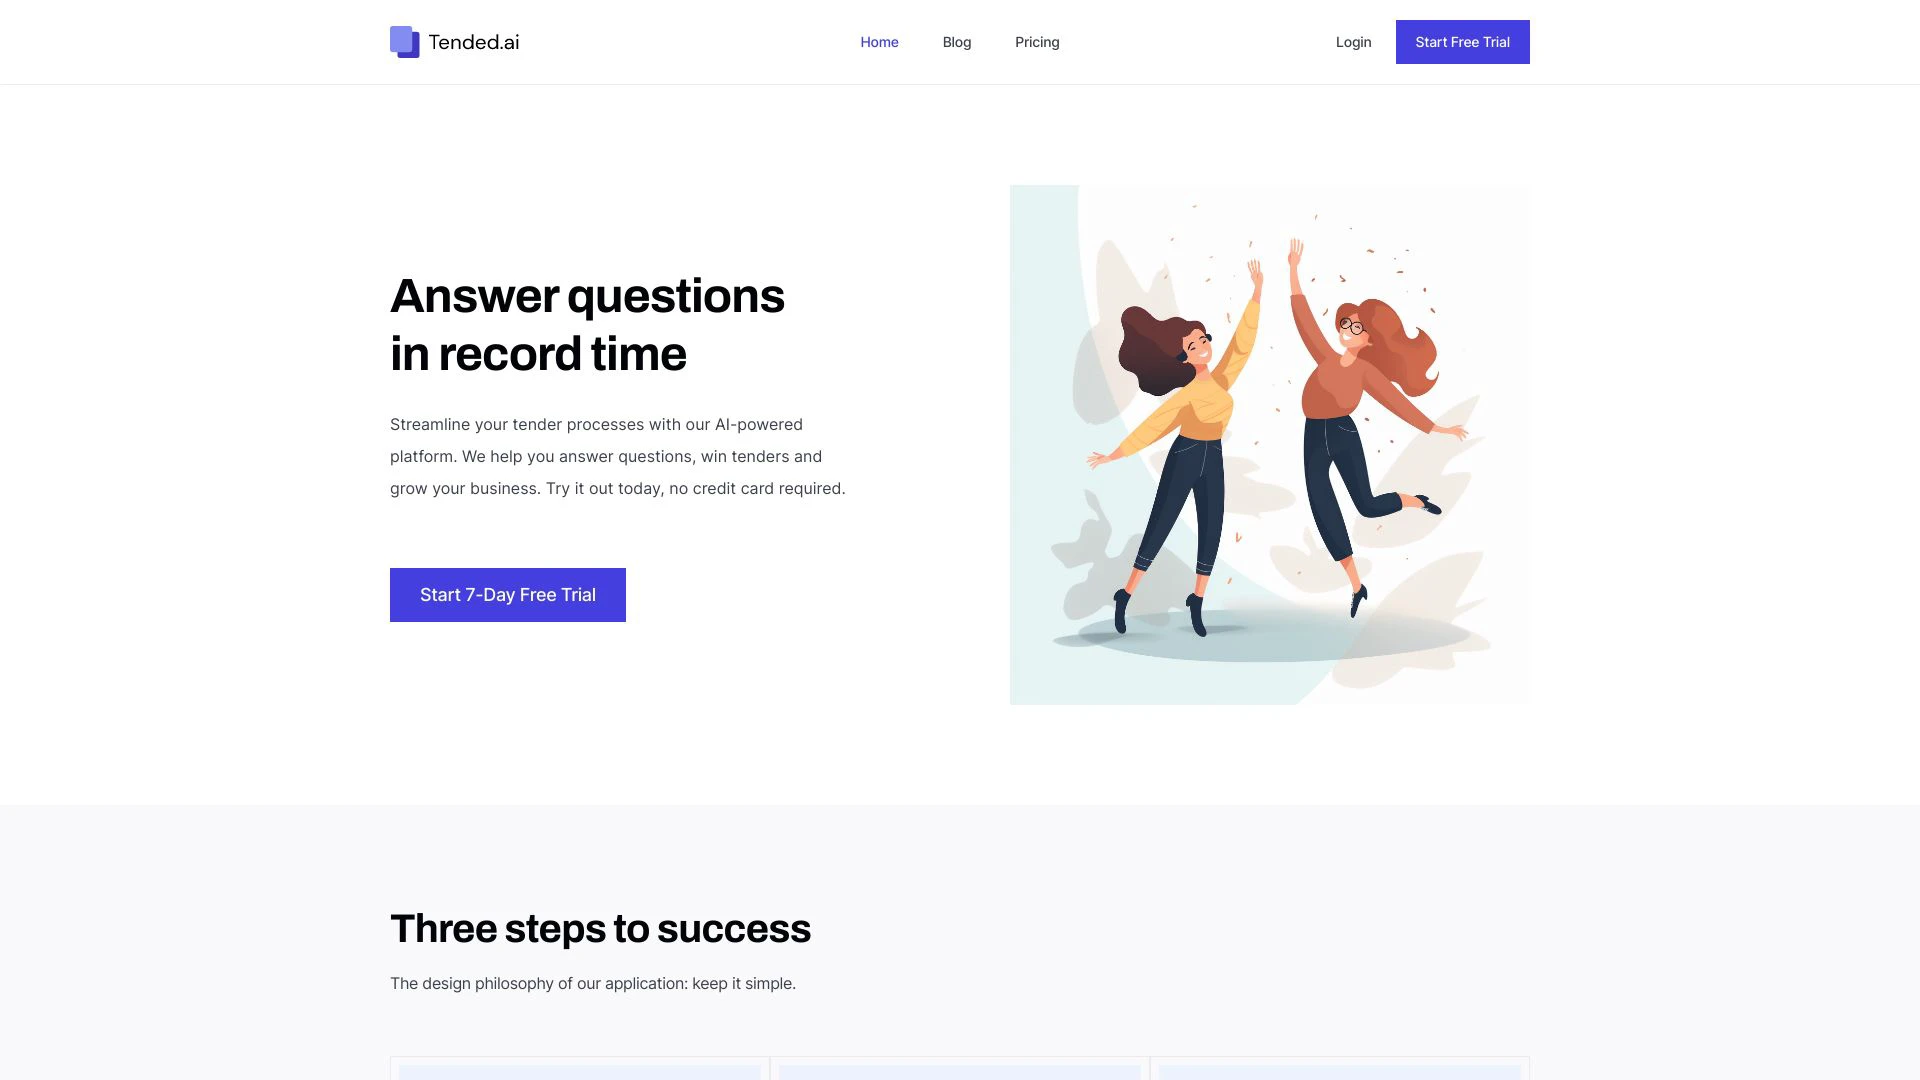 Tended.ai
Home
Blog
Pricing
Login
Start Free Trial
Answer questions
in record time
Streamline your tender processes with our AI-powered
platform. We help you answer questions, win tenders and
grow your business. Try it out today, no credit card required.
Start 7-Day Free Trial
Three steps to success
The design philosophy of our application: keep it simple.